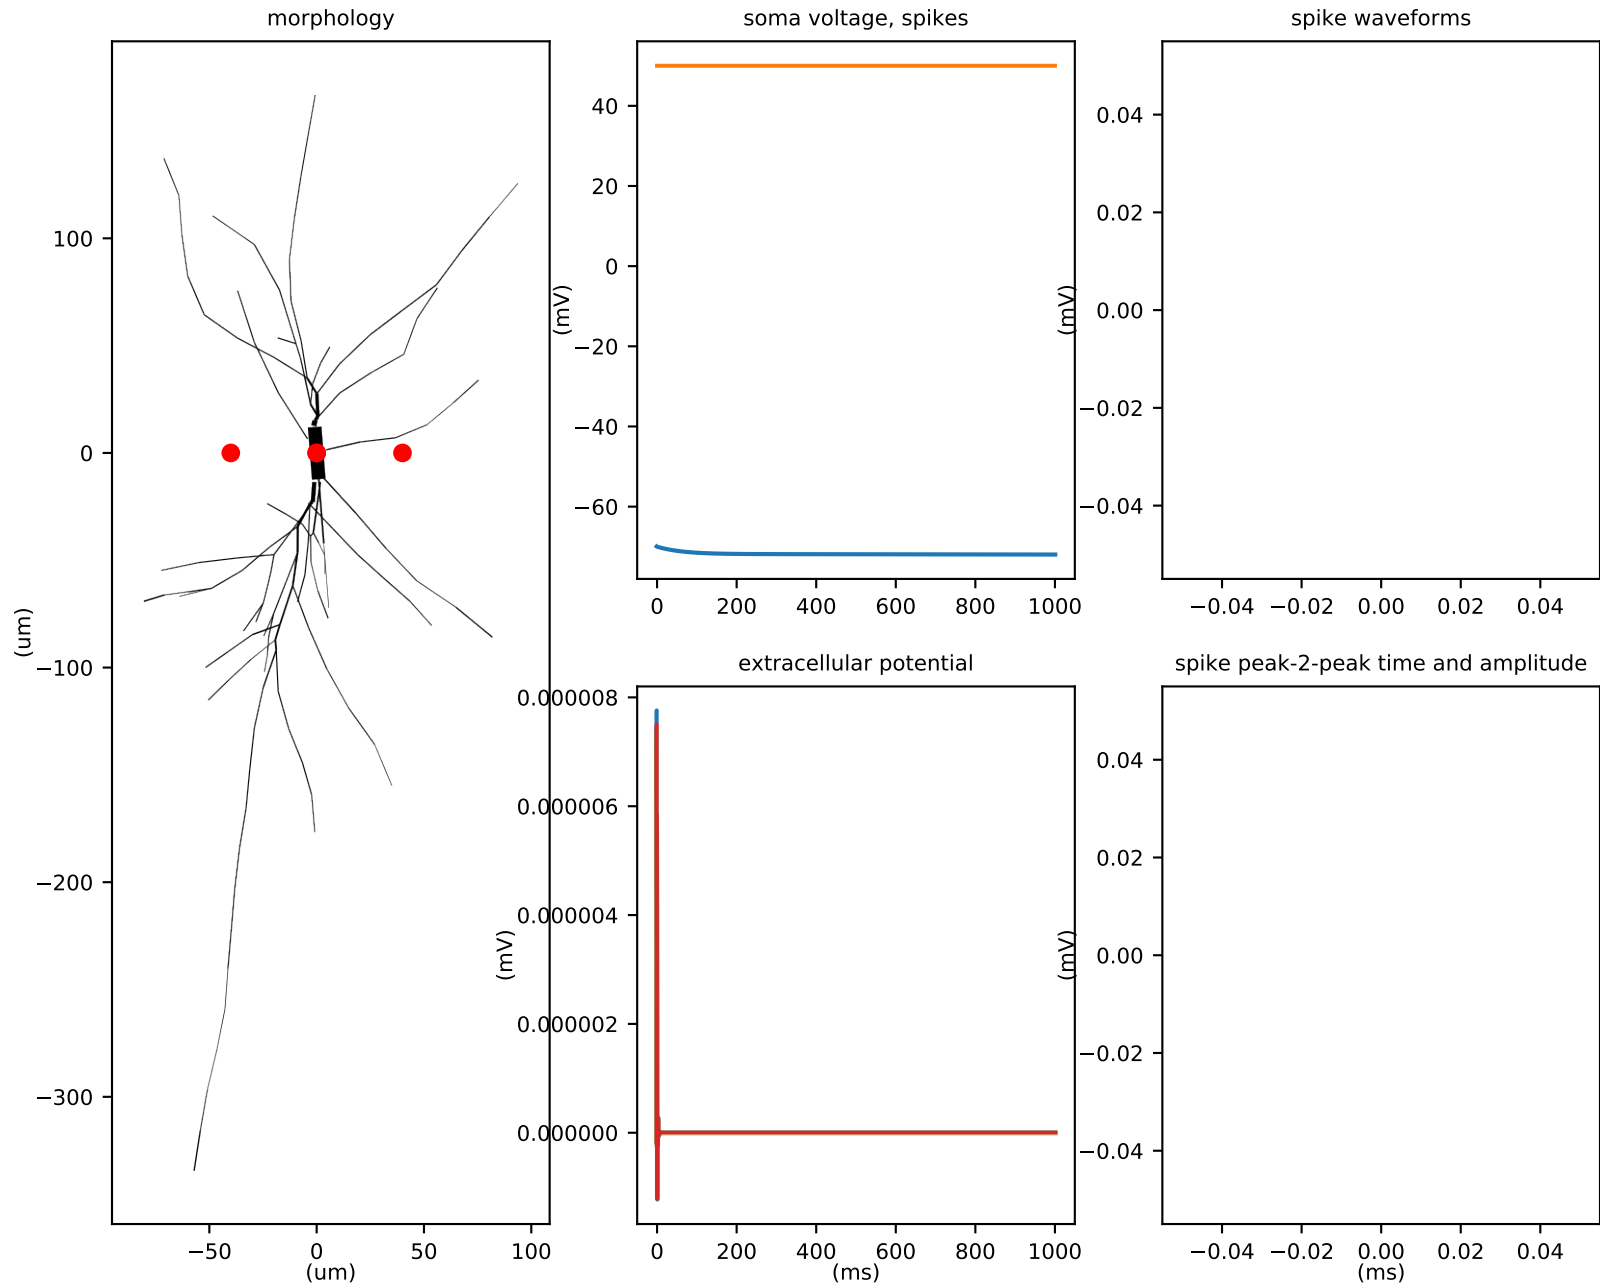 morphology
100
0
−100
−200
−300
(um)
−50 0 50 100
(um)
soma voltage, spikes
40
20
0
−20
−40
−60
(mV)
0 200 400 600 800 1000
spike waveforms
0.04
0.02
0.00
−0.02
−0.04
(mV)
−0.04 −0.02 0.00 0.02 0.04
extracellular potential
0.000008
0.000006
0.000004
0.000002
0.000000
(mV)
0 200 400 600 800 1000
(ms)
spike peak-2-peak time and amplitude
0.04
0.02
0.00
−0.02
−0.04
(mV)
−0.04 −0.02 0.00 0.02 0.04
(ms)